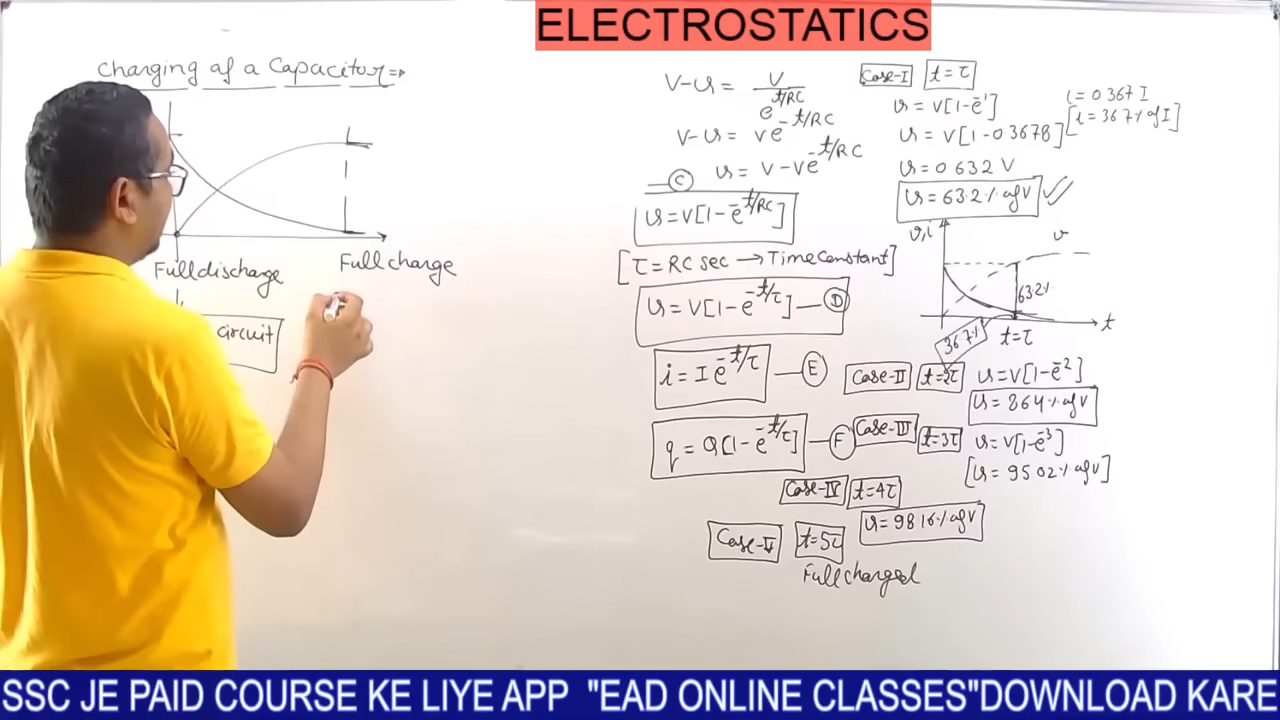 ELECTROSTATICS
Charging of a Capacitor⇒
Full discharge
Full charge
circuit
V-v = V/e^t/RC
V-v = Ve^-t/RC
v = V-Ve^-t/RC
C
v = V[1-e^-t/RC]
[τ = RC sec → Time constant]
v = V[1-e^-t/τ] — D
i = I e^-t/τ — E
q = Q[1-e^-t/τ] — F
Case-I t = τ
v = V[1-e^-1]
v = V[1-0.3678]
v = 0.632 V
v = 63.2% of V
i = 0.367 I
[i = 36.7% of I]
v,i
v
63.2%
36.7%
t=τ
t
Case-II t=2τ v=V[1-e^-2]
v = 86.4% of V
Case-III t=3τ v=V[1-e^-3]
[v = 95.02% of V]
Case-IV t=4τ
v = 98.16% of V
Case-V t=5τ
Full charged
SSC JE PAID COURSE KE LIYE APP "EAD ONLINE CLASSES"DOWNLOAD KARE